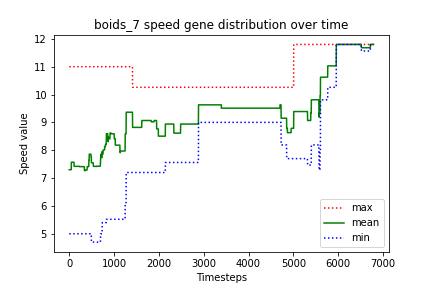 boids_7 speed gene distribution over time
Speed value
12
11
10
9
8
7
6
5
0
1000
2000
3000
4000
5000
6000
7000
Timesteps
max
mean
min